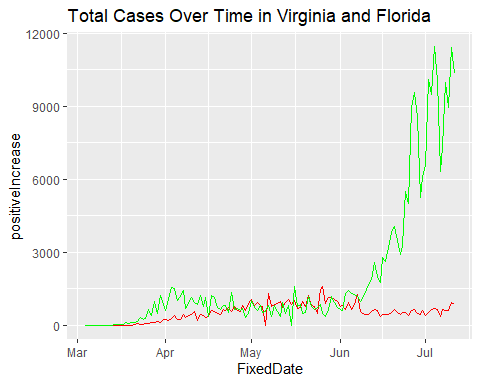 Total Cases Over Time in Virginia and Florida
12000
9000
6000
3000
0
positiveIncrease
Mar Apr May Jun Jul
FixedDate